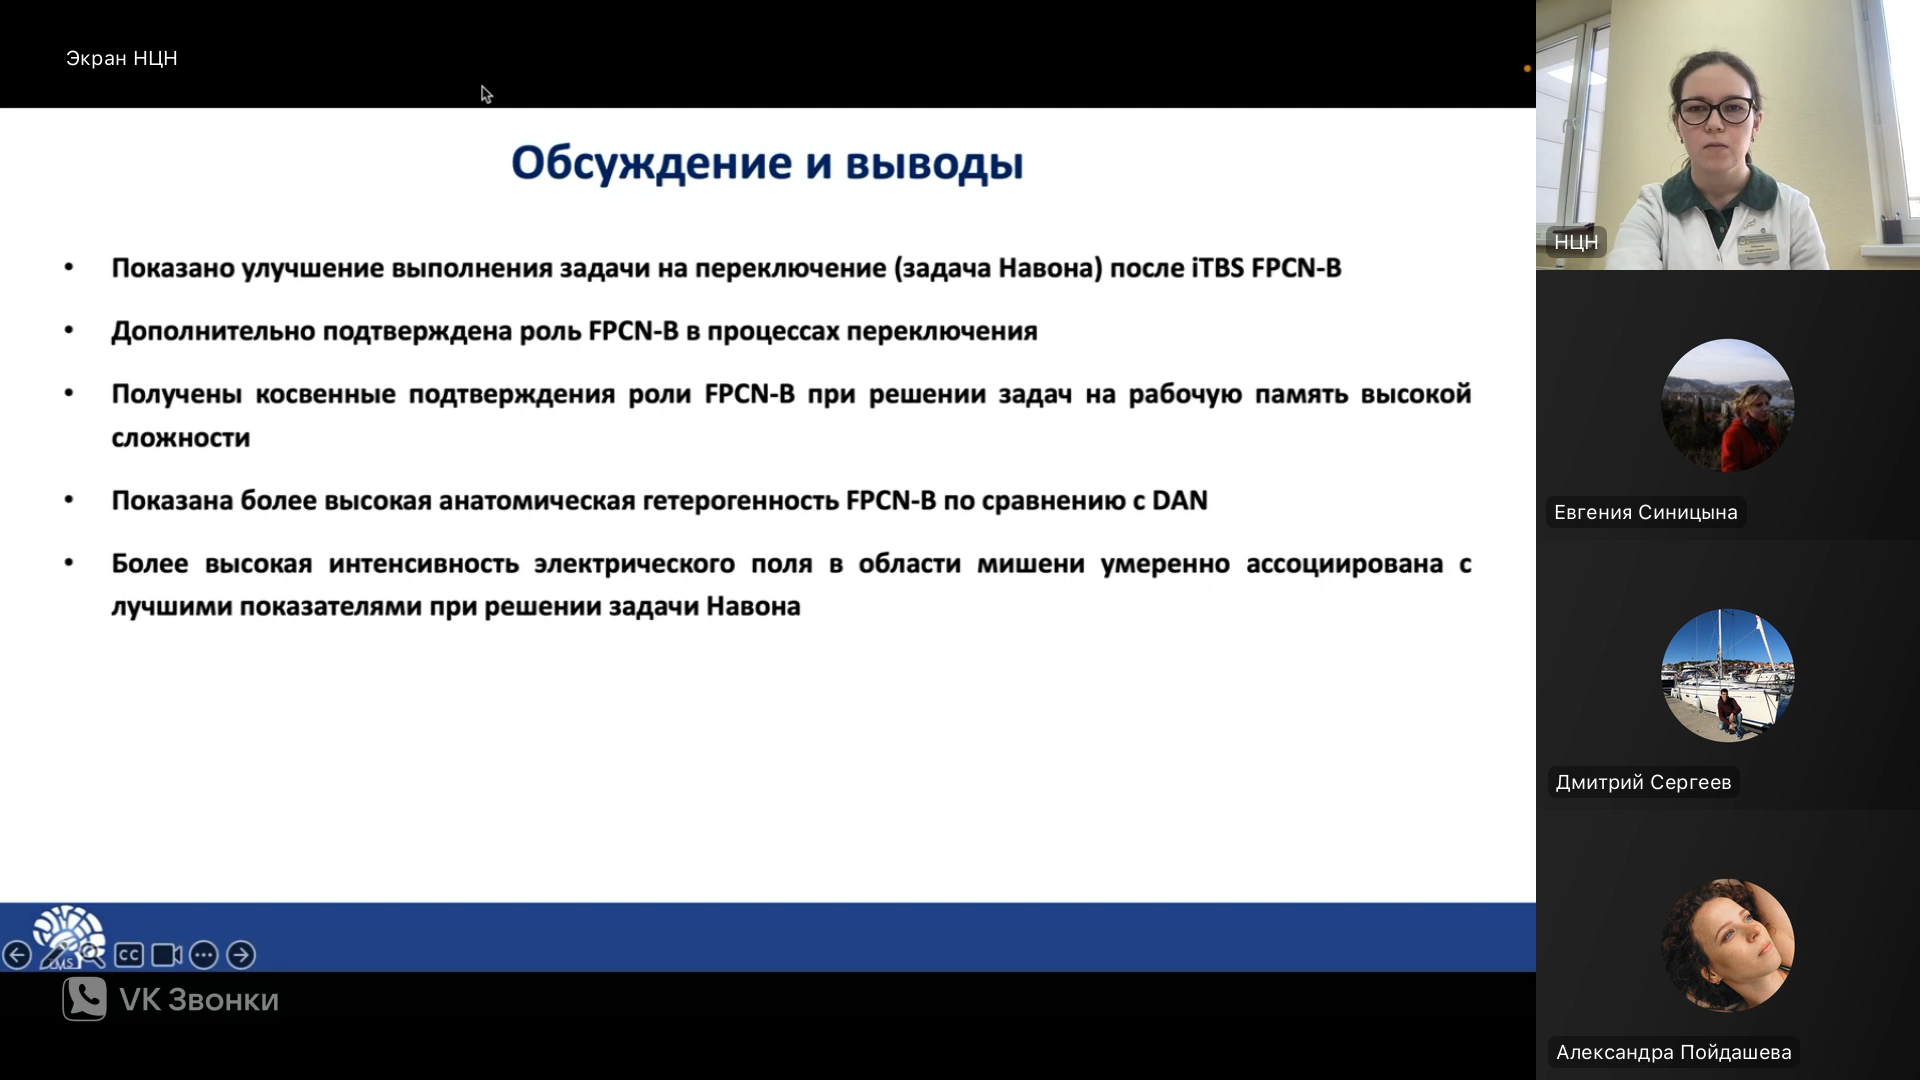 Экран НЦН
Обсуждение и выводы
• Показано улучшение выполнения задачи на переключение (задача Навона) после iTBS FPCN-B
• Дополнительно подтверждена роль FPCN-B в процессах переключения
• Получены косвенные подтверждения роли FPCN-B при решении задач на рабочую память высокой
сложности
• Показана более высокая анатомическая гетерогенность FPCN-B по сравнению с DAN
• Более высокая интенсивность электрического поля в области мишени умеренно ассоциирована с
лучшими показателями при решении задачи Навона
CC
VK Звонки
НЦН
Евгения Синицына
Дмитрий Сергеев
Александра Пойдашева